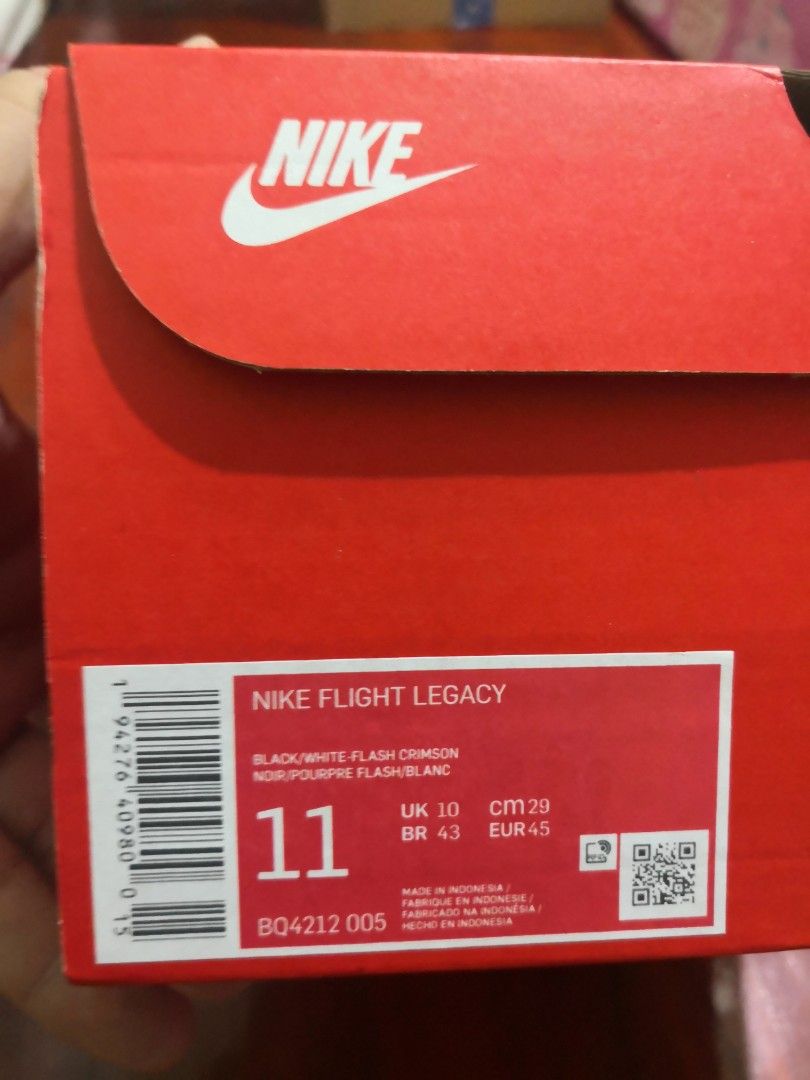 NIKE
NIKE FLIGHT LEGACY
BLACK/WHITE-FLASH CRIMSON
NOIR/POURPRE FLASH/BLANC
11
UK 10 cm 29
BR 43 EUR 45
BQ4212 005
MADE IN INDONESIA /
FABRIQUE EN INDONESIE /
FABRICADO NA INDONÉSIA /
HECHO EN INDONESIA
1 94276 40980 0 15